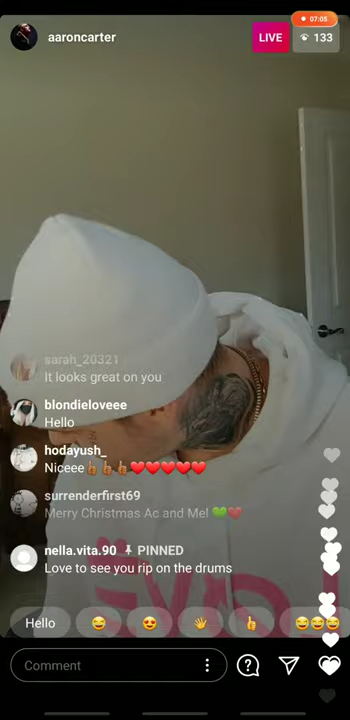 07:05
aaroncarter
LIVE
133
sarah_20321
It looks great on you
blondieloveee
Hello
hodayush_
Niceee👍🏾👍🏾👍🏾❤️❤️❤️❤️❤️
surrenderfirst69
Merry Christmas Ac and Mel 💚❤️
nella.vita.90 PINNED
Love to see you rip on the drums
Hello 😂 😍 👋 👍 😂😂😂
Comment